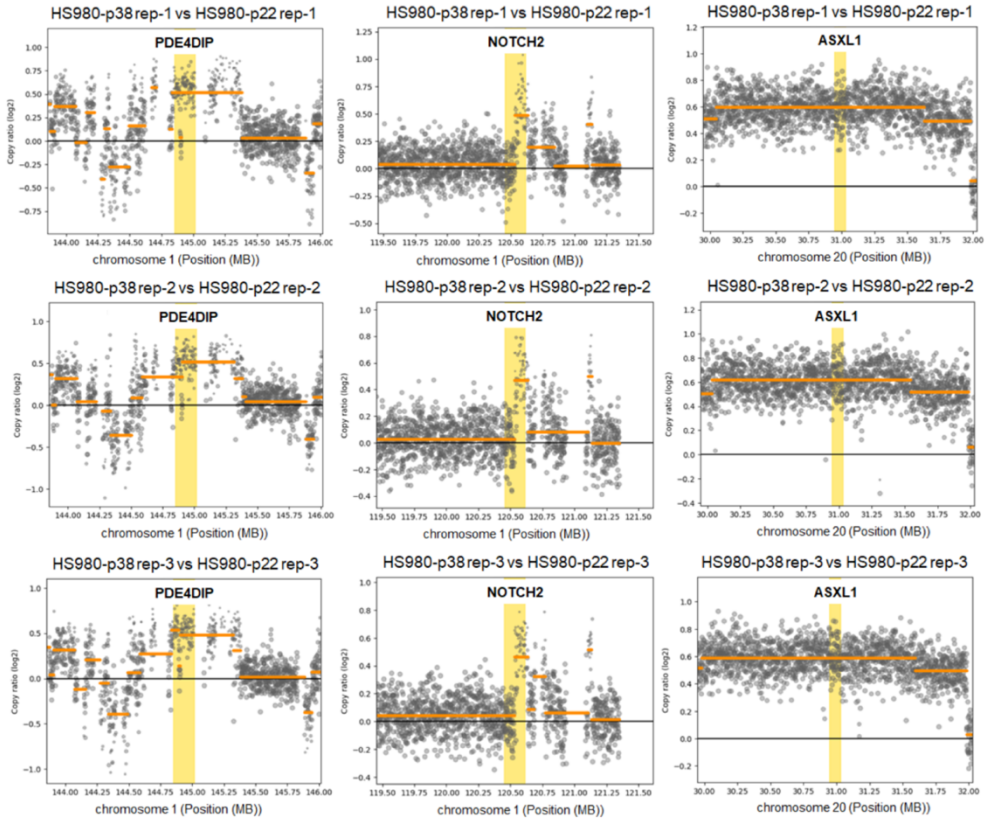 HS980-p38 rep-1 vs HS980-p22 rep-1
PDE4DIP
Copy ratio (log2)
1.00
0.75
0.50
0.25
0.00
-0.25
-0.50
-0.75
144.00 144.25 144.50 144.75 145.00 145.25 145.50 145.75 146.0
chromosome 1 (Position (MB))
HS980-p38 rep-1 vs HS980-p22 rep-1
NOTCH2
Copy ratio (log2)
1.25
1.00
0.75
0.50
0.25
0.00
-0.25
-0.50
119.50 119.75 120.00 120.25 120.50 120.75 121.00 121.25 121.50
chromosome 1 (Position (MB))
HS980-p38 rep-1 vs HS980-p22 rep-1
ASXL1
Copy ratio (log2)
1.0
0.8
0.6
0.4
0.2
0.0
-0.2
30.00 30.25 30.50 30.75 31.00 31.25 31.50 31.75 32.00
chromosome 20 (Position (MB))
HS980-p38 rep-2 vs HS980-p22 rep-2
PDE4DIP
Copy ratio (log2)
1.0
0.5
0.0
-0.5
-1.0
144.00 144.25 144.50 144.75 145.00 145.25 145.50 145.75 146.00
chromosome 1 (Position (MB))
HS980-p38 rep-2 vs HS980-p22 rep-2
NOTCH2
Copy ratio (log2)
1.0
0.8
0.6
0.4
0.2
0.0
-0.2
-0.4
119.50 119.75 120.00 120.25 120.50 120.75 121.00 121.25 121.50
chromosome 1 (Position (MB))
HS980-p38 rep-2 vs HS980-p22 rep-2
ASXL1
Copy ratio (log2)
1.2
1.0
0.8
0.6
0.4
0.2
0.0
-0.2
-0.4
30.00 30.25 30.50 30.75 31.00 31.25 31.50 31.75 32.00
chromosome 20 (Position (MB))
HS980-p38 rep-3 vs HS980-p22 rep-3
PDE4DIP
Copy ratio (log2)
1.0
0.5
0.0
-0.5
-1.0
144.00 144.25 144.50 144.75 145.00 145.25 145.50 145.75 146.00
chromosome 1 (Position (MB))
HS980-p38 rep-3 vs HS980-p22 rep-3
NOTCH2
Copy ratio (log2)
1.0
0.8
0.6
0.4
0.2
0.0
-0.2
-0.4
119.50 119.75 120.00 120.25 120.50 120.75 121.00 121.25 121.50
chromosome 1 (Position (MB))
HS980-p38 rep-3 vs HS980-p22 rep-3
ASXL1
Copy ratio (log2)
1.0
0.8
0.6
0.4
0.2
0.0
-0.2
30.00 30.25 30.50 30.75 31.00 31.25 31.50 31.75 32.00
chromosome 20 (Position (MB))